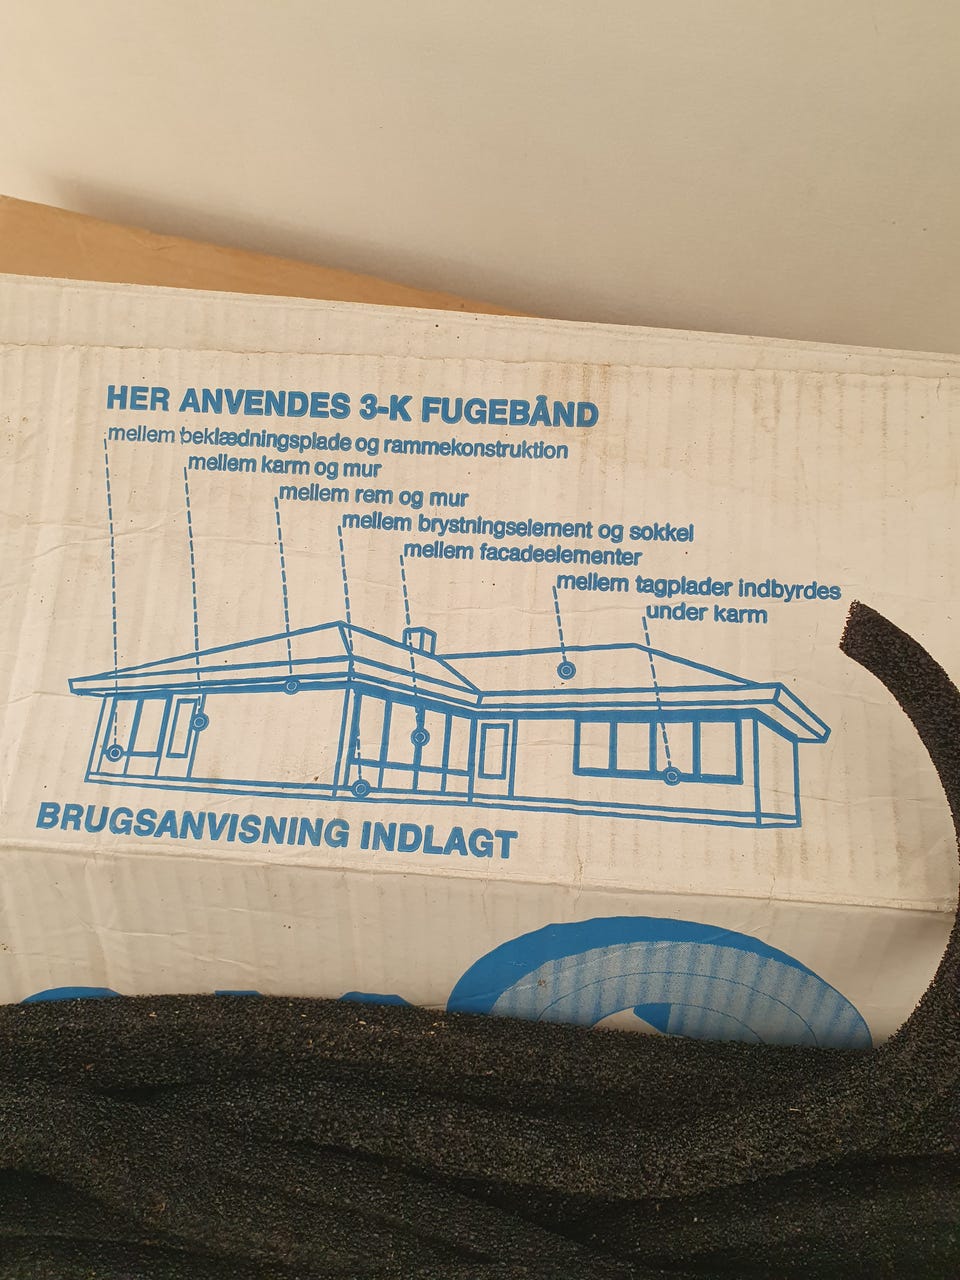 HER ANVENDES 3-K FUGEBÅND
mellem beklædningsplade og rammekonstruktion
mellem karm og mur
mellem rem og mur
mellem brystningselement og sokkel
mellem facadeelementer
mellem tagplader indbyrdes
under karm
BRUGSANVISNING INDLAGT